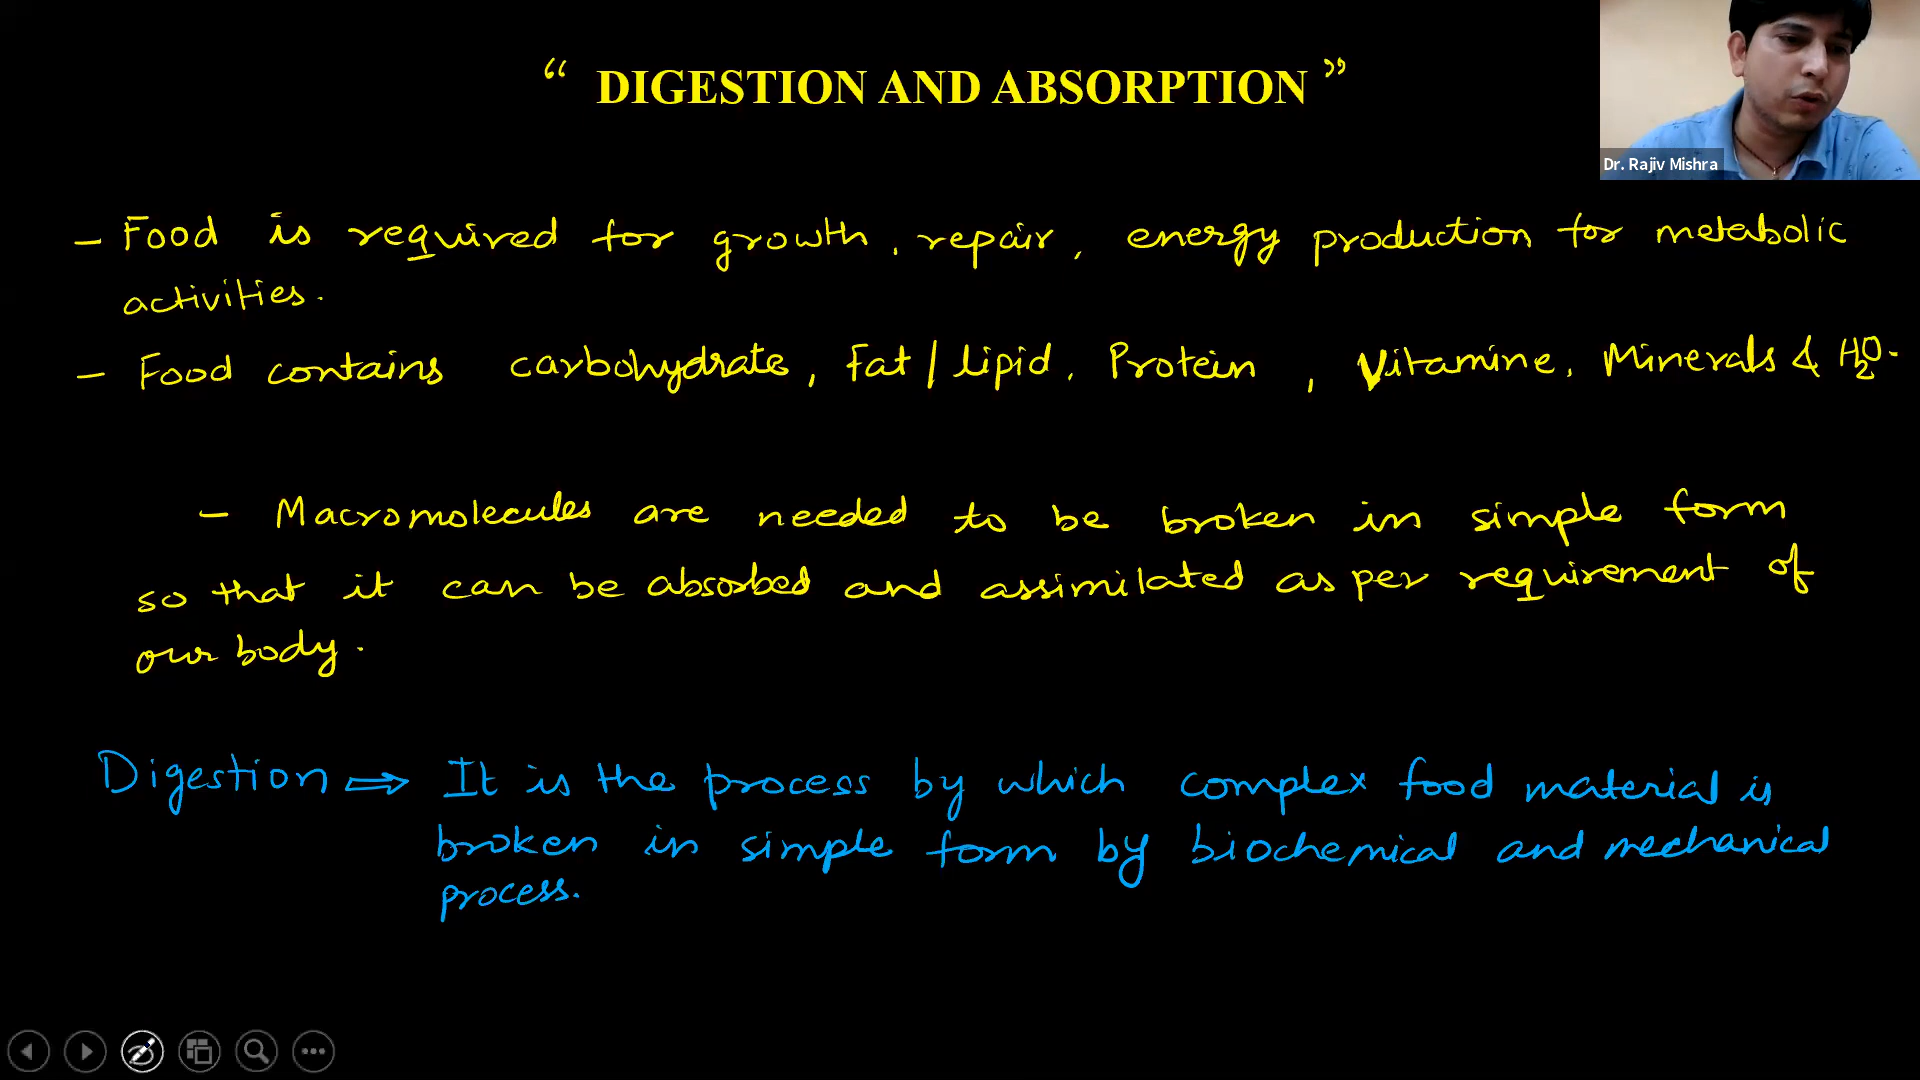 “ DIGESTION AND ABSORPTION ”
Dr. Rajiv Mishra
– Food is required for growth, repair, energy production for metabolic
activities.
– Food contains carbohydrate, Fat / lipid, Protein , Vitamine, Minerals & H₂O.
– Macromolecules are needed to be broken in simple form
so that it can be absorbed and assimilated as per requirement of
our body.
Digestion ⇒ It is the process by which complex food material is
broken in simple form by biochemical and mechanical
process.